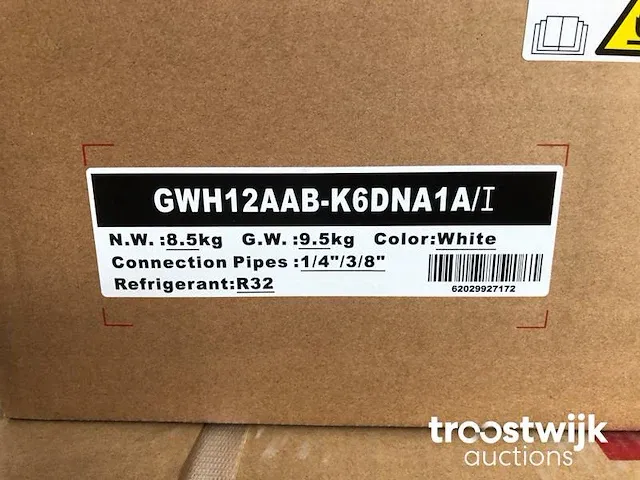 GWH12AAB-K6DNA1A/I
N.W. :8.5kg G.W. :9.5kg Color:White
Connection Pipes :1/4"/3/8"
Refrigerant:R32
62029927172
troostwijk
auctions